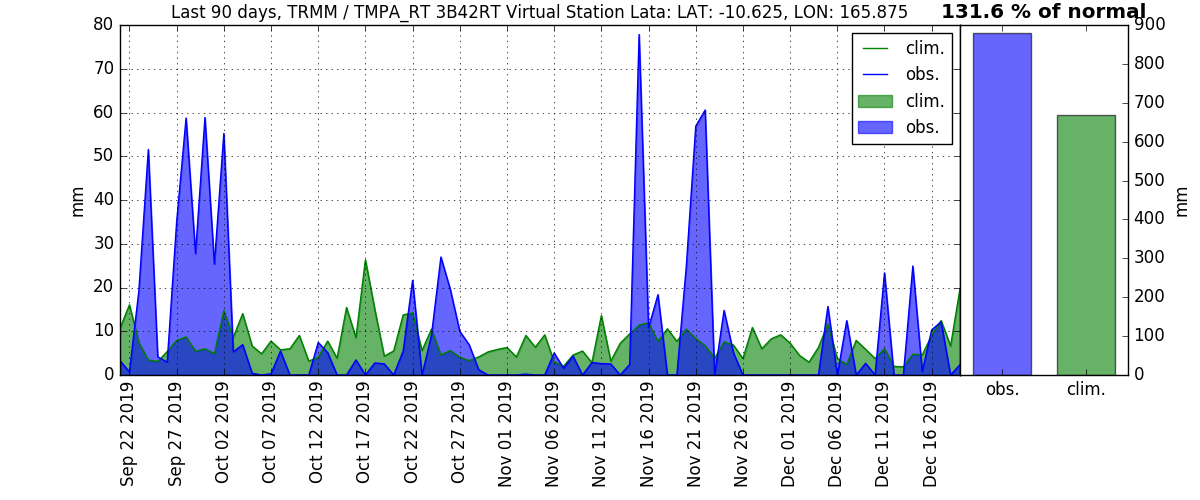 Last 90 days, TRMM / TMPA_RT 3B42RT Virtual Station Lata: LAT: -10.625, LON: 165.875
131.6 % of normal
80
70
60
50
40
30
20
10
0
mm
clim.
obs.
clim.
obs.
900
800
700
600
500
400
300
200
100
0
mm
Sep 22 2019
Sep 27 2019
Oct 02 2019
Oct 07 2019
Oct 12 2019
Oct 17 2019
Oct 22 2019
Oct 27 2019
Nov 01 2019
Nov 06 2019
Nov 11 2019
Nov 16 2019
Nov 21 2019
Nov 26 2019
Dec 01 2019
Dec 06 2019
Dec 11 2019
Dec 16 2019
obs.
clim.